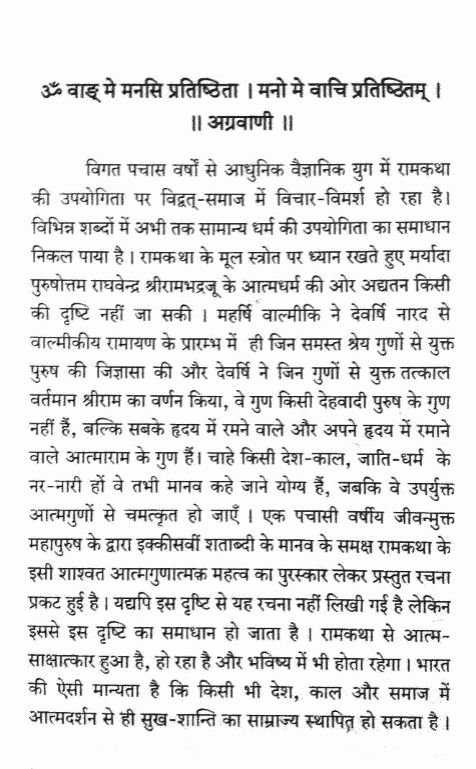 ॐ वाङ् मे मनसि प्रतिष्ठिता । मनो मे वाचि प्रतिष्ठितम् ।
॥ अग्रवाणी ॥
विगत पचास वर्षों से आधुनिक वैज्ञानिक युग में रामकथा
की उपयोगिता पर विद्वत्-समाज में विचार-विमर्श हो रहा है।
विभिन्न शब्दों में अभी तक सामान्य धर्म की उपयोगिता का समाधान
निकल पाया है । रामकथा के मूल स्त्रोत पर ध्यान रखते हुए मर्यादा
पुरुषोत्तम राघवेन्द्र श्रीरामभद्रजू के आत्मधर्म की ओर अद्यतन किसी
की दृष्टि नहीं जा सकी । महर्षि वाल्मीकि ने देवर्षि नारद से
वाल्मीकीय रामायण के प्रारम्भ में ही जिन समस्त श्रेय गुणों से युक्त
पुरुष की जिज्ञासा की और देवर्षि ने जिन गुणों से युक्त तत्काल
वर्तमान श्रीराम का वर्णन किया, वे गुण किसी देहवादी पुरुष के गुण
नहीं हैं, बल्कि सबके हृदय में रमने वाले और अपने हृदय में रमाने
वाले आत्माराम के गुण हैं। चाहे किसी देश-काल, जाति-धर्म के
नर-नारी हों वे तभी मानव कहे जाने योग्य हैं, जबकि वे उपर्युक्त
आत्मगुणों से चमत्कृत हो जाएँ । एक पचासी वर्षीय जीवन्मुक्त
महापुरुष के द्वारा इक्कीसवीं शताब्दी के मानव के समक्ष रामकथा के
इसी शाश्वत आत्मगुणात्मक महत्व का पुरस्कार लेकर प्रस्तुत रचना
प्रकट हुई है । यद्यपि इस दृष्टि से यह रचना नहीं लिखी गई है लेकिन
इससे इस दृष्टि का समाधान हो जाता है । रामकथा से आत्म-
साक्षात्कार हुआ है, हो रहा है और भविष्य में भी होता रहेगा । भारत
की ऐसी मान्यता है कि किसी भी देश, काल और समाज में
आत्मदर्शन से ही सुख-शान्ति का साम्राज्य स्थापित हो सकता है ।